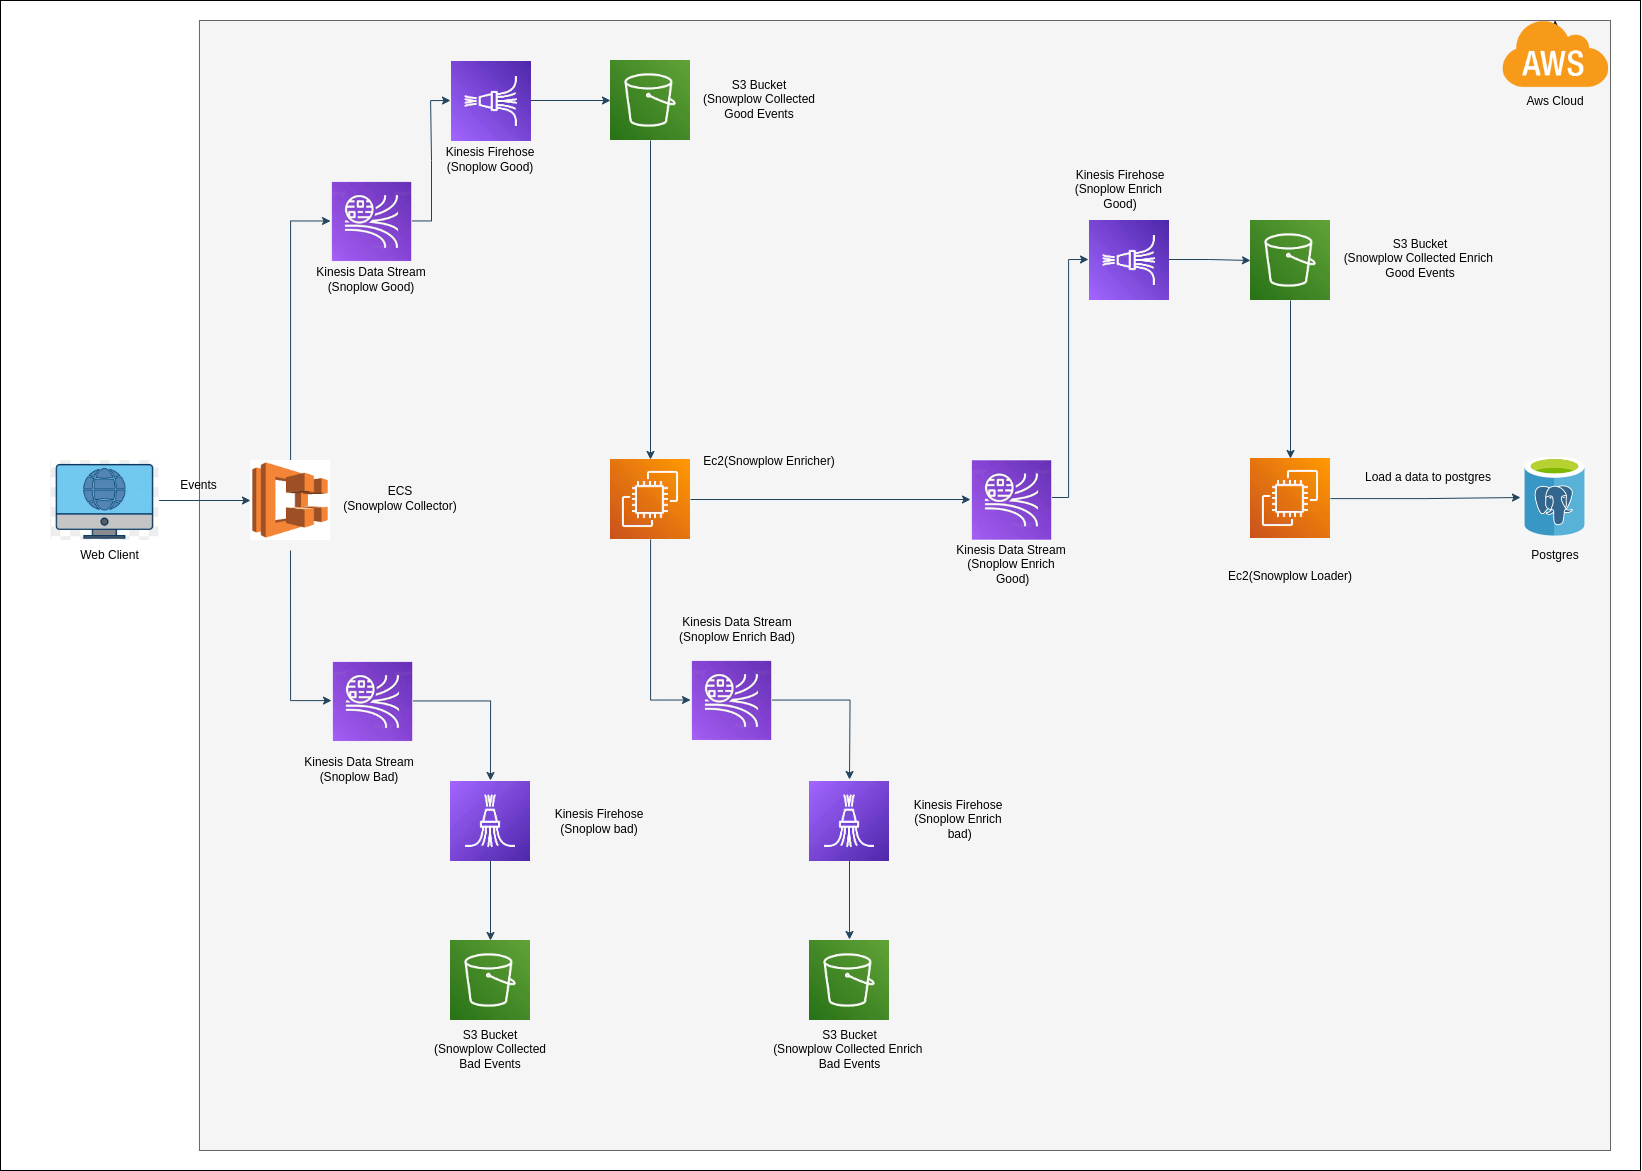 AWS
Aws Cloud
S3 Bucket
(Snowplow Collected
Good Events
Kinesis Firehose
(Snoplow Good)
Kinesis Data Stream
(Snoplow Good)
Kinesis Firehose
(Snoplow Enrich
Good)
S3 Bucket
(Snowplow Collected Enrich
Good Events
Events
Web Client
ECS
(Snowplow Collector)
Ec2(Snowplow Enricher)
Kinesis Data Stream
(Snoplow Enrich
Good)
Load a data to postgres
Ec2(Snowplow Loader)
Postgres
Kinesis Data Stream
(Snoplow Enrich Bad)
Kinesis Data Stream
(Snoplow Bad)
Kinesis Firehose
(Snoplow bad)
Kinesis Firehose
(Snoplow Enrich
bad)
S3 Bucket
(Snowplow Collected
Bad Events
S3 Bucket
(Snowplow Collected Enrich
Bad Events